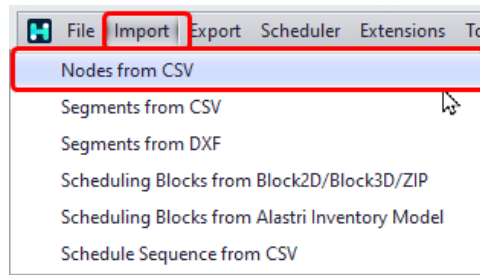 File Import Export Scheduler Extensions To
Nodes from CSV
Segments from CSV
Segments from DXF
Scheduling Blocks from Block2D/Block3D/ZIP
Scheduling Blocks from Alastri Inventory Model
Schedule Sequence from CSV